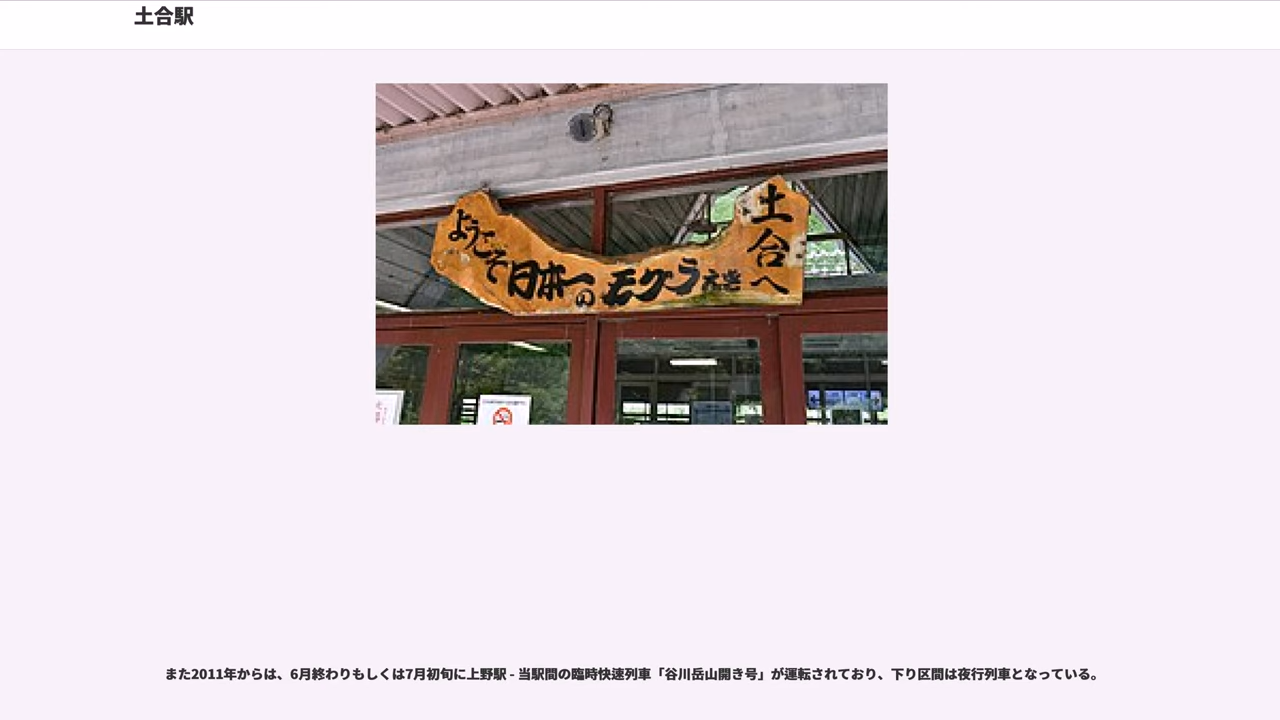 土合駅
ようこそ日本一のモグラ駅 土合へ
また2011年からは、6月終わりもしくは7月初旬に上野駅 - 当駅間の臨時快速列車「谷川岳山開き号」が運転されており、下り区間は夜行列車となっている。